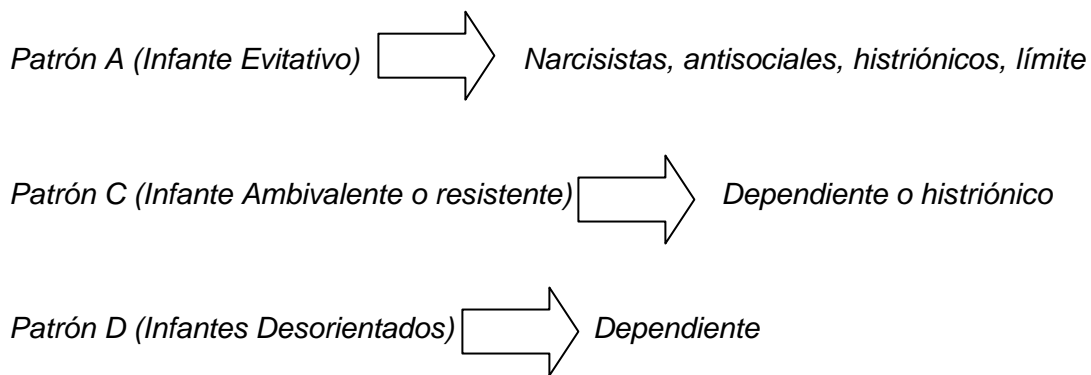 Patrón A (Infante Evitativo) Narcisistas, antisociales, histriónicos, límite
Patrón C (Infante Ambivalente o resistente) Dependiente o histriónico
Patrón D (Infantes Desorientados) Dependiente